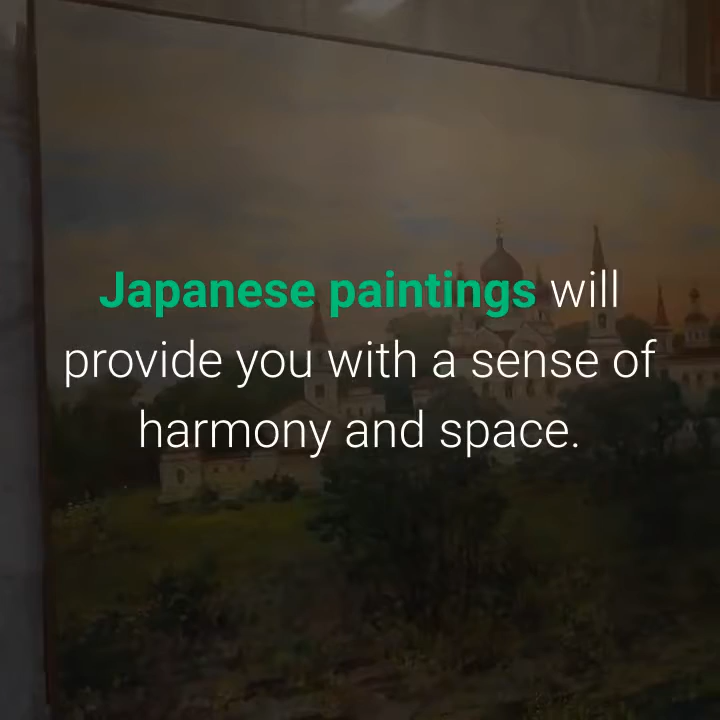 Japanese paintings will
provide you with a sense of
harmony and space.